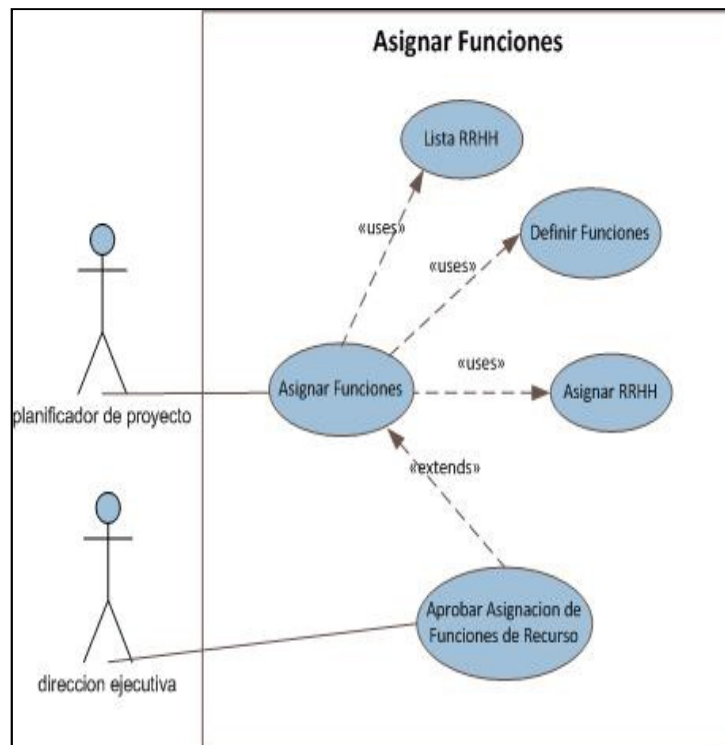 Asignar Funciones
Lista RRHH
«uses»
Definir Funciones
«uses»
«uses»
Asignar Funciones
Asignar RRHH
planificador de proyecto
«extends»
Aprobar Asignacion de
Funciones de Recurso
direccion ejecutiva